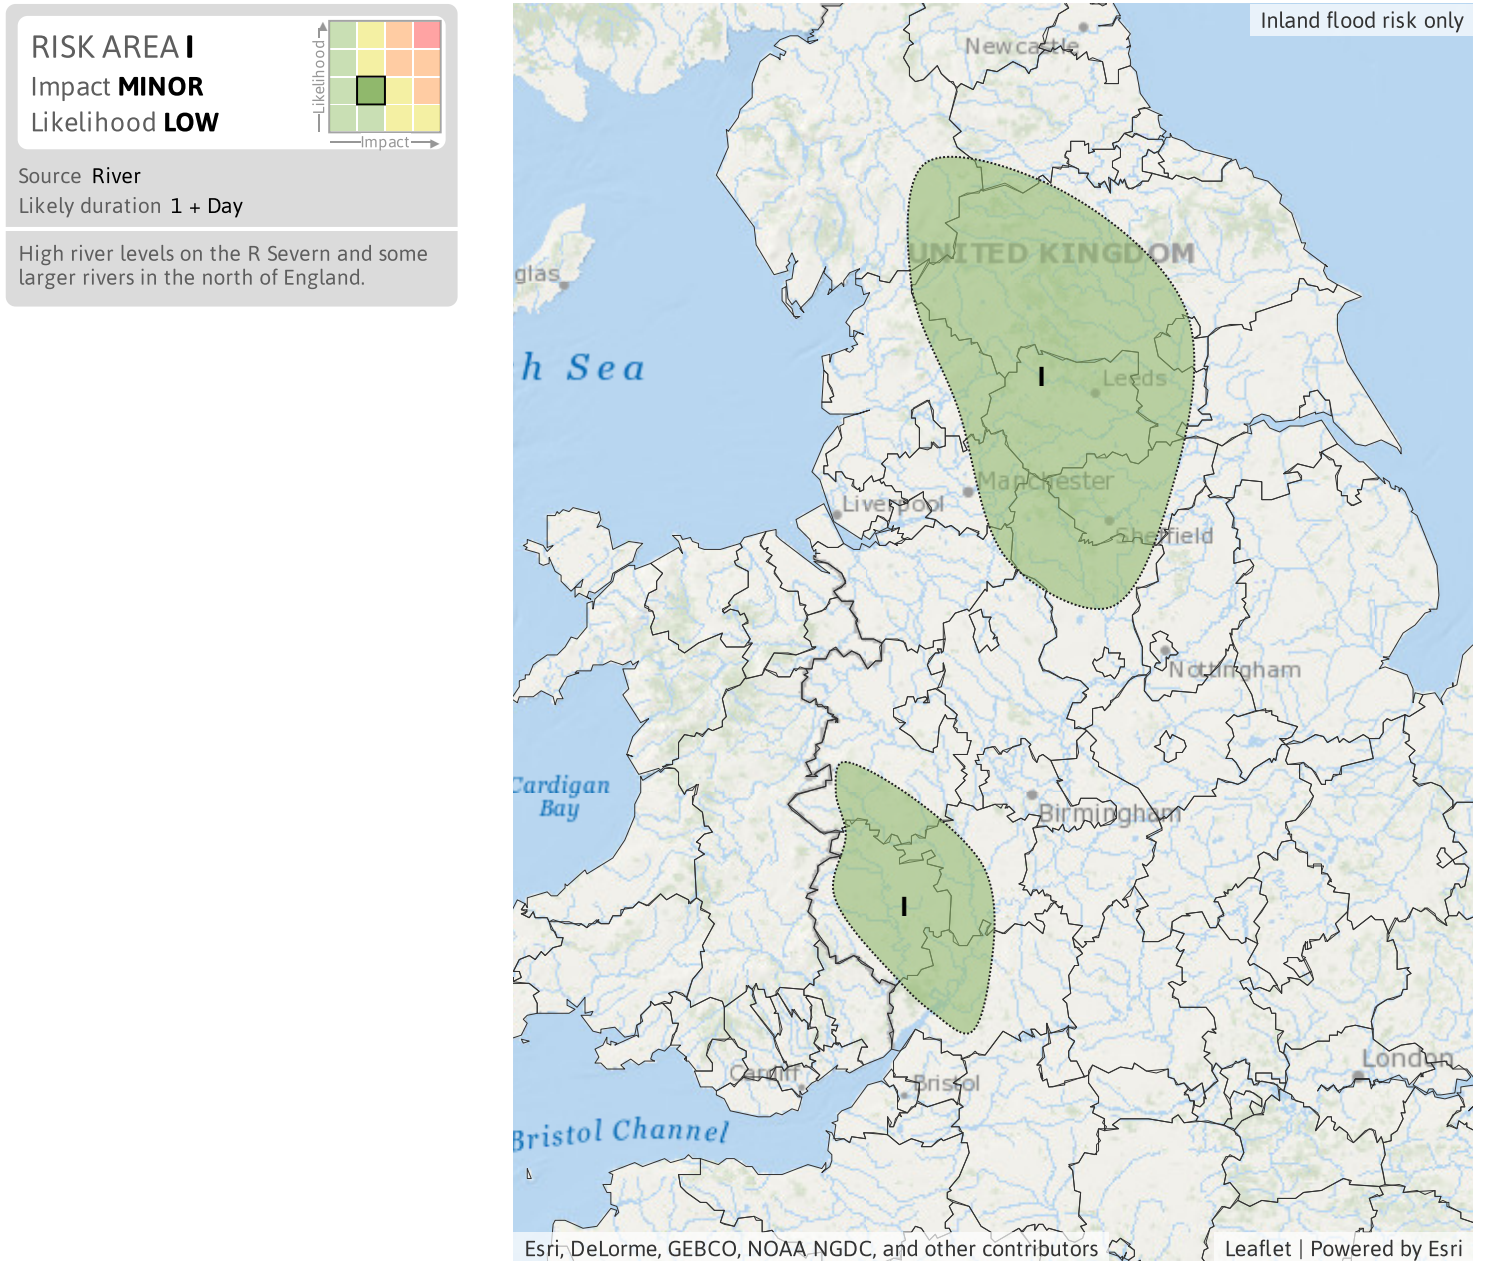 RISK AREA I
Impact MINOR
Likelihood LOW
Likelihood
Impact
Source River
Likely duration 1 + Day
High river levels on the R Severn and some
larger rivers in the north of England.
Inland flood risk only
Newcastle
UNITED KINGDOM
glas
h Sea
I
Leeds
Manchester
Liverpool
Sheffield
Nottingham
Cardigan
Bay
Birmingham
I
London
Cardiff
Bristol
Bristol Channel
Esri, DeLorme, GEBCO, NOAA NGDC, and other contributors
Leaflet | Powered by Esri